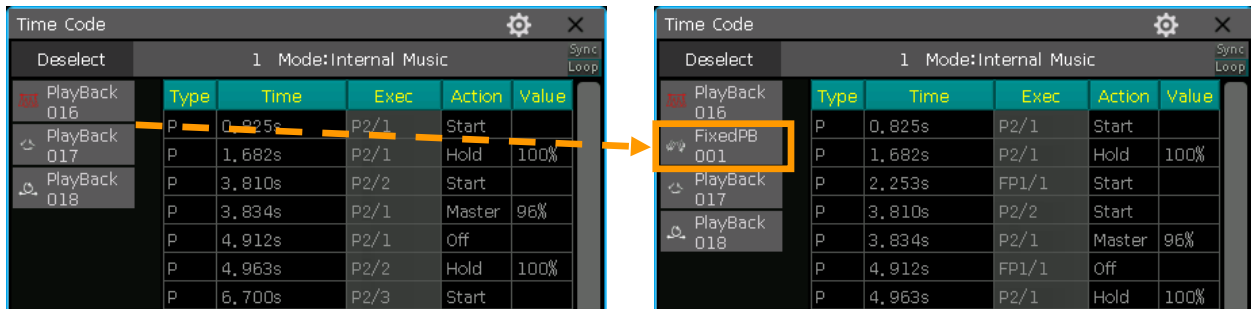 Time Code
Deselect 1 Mode:Internal Music Sync Loop
PlayBack 016
PlayBack 017
PlayBack 018
Type Time Exec Action Value
P 0.825s P2/1 Start
P 1.682s P2/1 Hold 100%
P 3.810s P2/2 Start
P 3.834s P2/1 Master 96%
P 4.912s P2/1 Off
P 4.963s P2/2 Hold 100%
P 6.700s P2/3 Start
Time Code
Deselect 1 Mode:Internal Music Sync Loop
PlayBack 016
FixedPB 001
PlayBack 017
PlayBack 018
Type Time Exec Action Value
P 0.825s P2/1 Start
P 1.682s P2/1 Hold 100%
P 2.253s FP1/1 Start
P 3.810s P2/2 Start
P 3.834s P2/1 Master 96%
P 4.912s FP1/1 Off
P 4.963s P2/1 Hold 100%